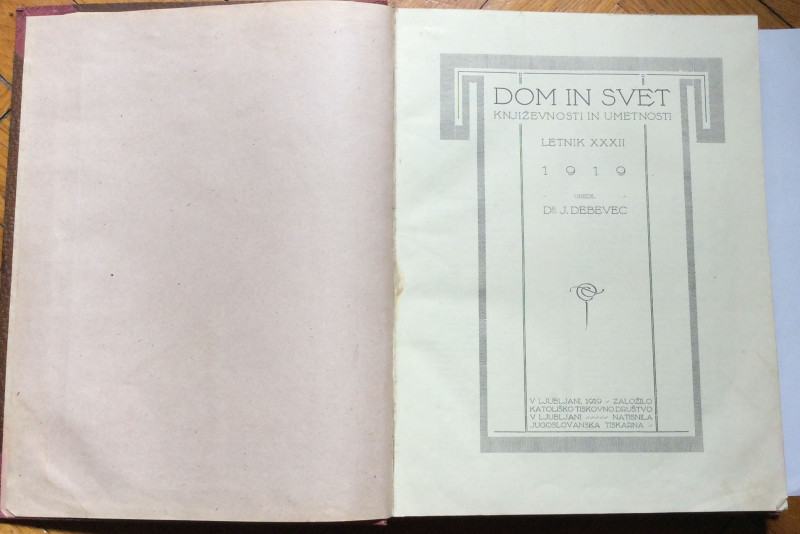 DOM IN SVET
KNJIŽEVNOSTI IN UMETNOSTI
LETNIK XXXII
1919
UREDIL
DR. J. DEBEVEC
V LJUBLJANI, 1919 - ZALOŽILO
KATOLIŠKO TISKOVNO DRUŠTVO
V LJUBLJANI NATISNILA
JUGOSLOVANSKA TISKARNA